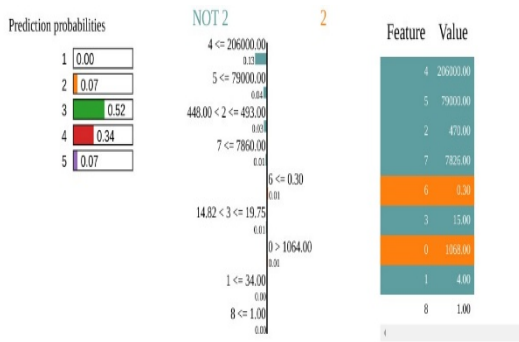 Prediction probabilities
1 0.00
2 0.07
3 0.52
4 0.34
5 0.07
NOT 2
2
4 <= 206000.00
0.13
5 <= 79000.00
0.04
448.00 < 2 <= 493.00
0.03
7 <= 7860.00
0.01
6 <= 0.30
0.01
14.82 < 3 <= 19.75
0.01
0 > 1064.00
0.01
1 <= 34.00
0.00
8 <= 1.00
0.00
Feature Value
4 206000.00
5 79000.00
2 470.00
7 7826.00
6 0.30
3 15.00
0 1068.00
1 4.00
8 1.00